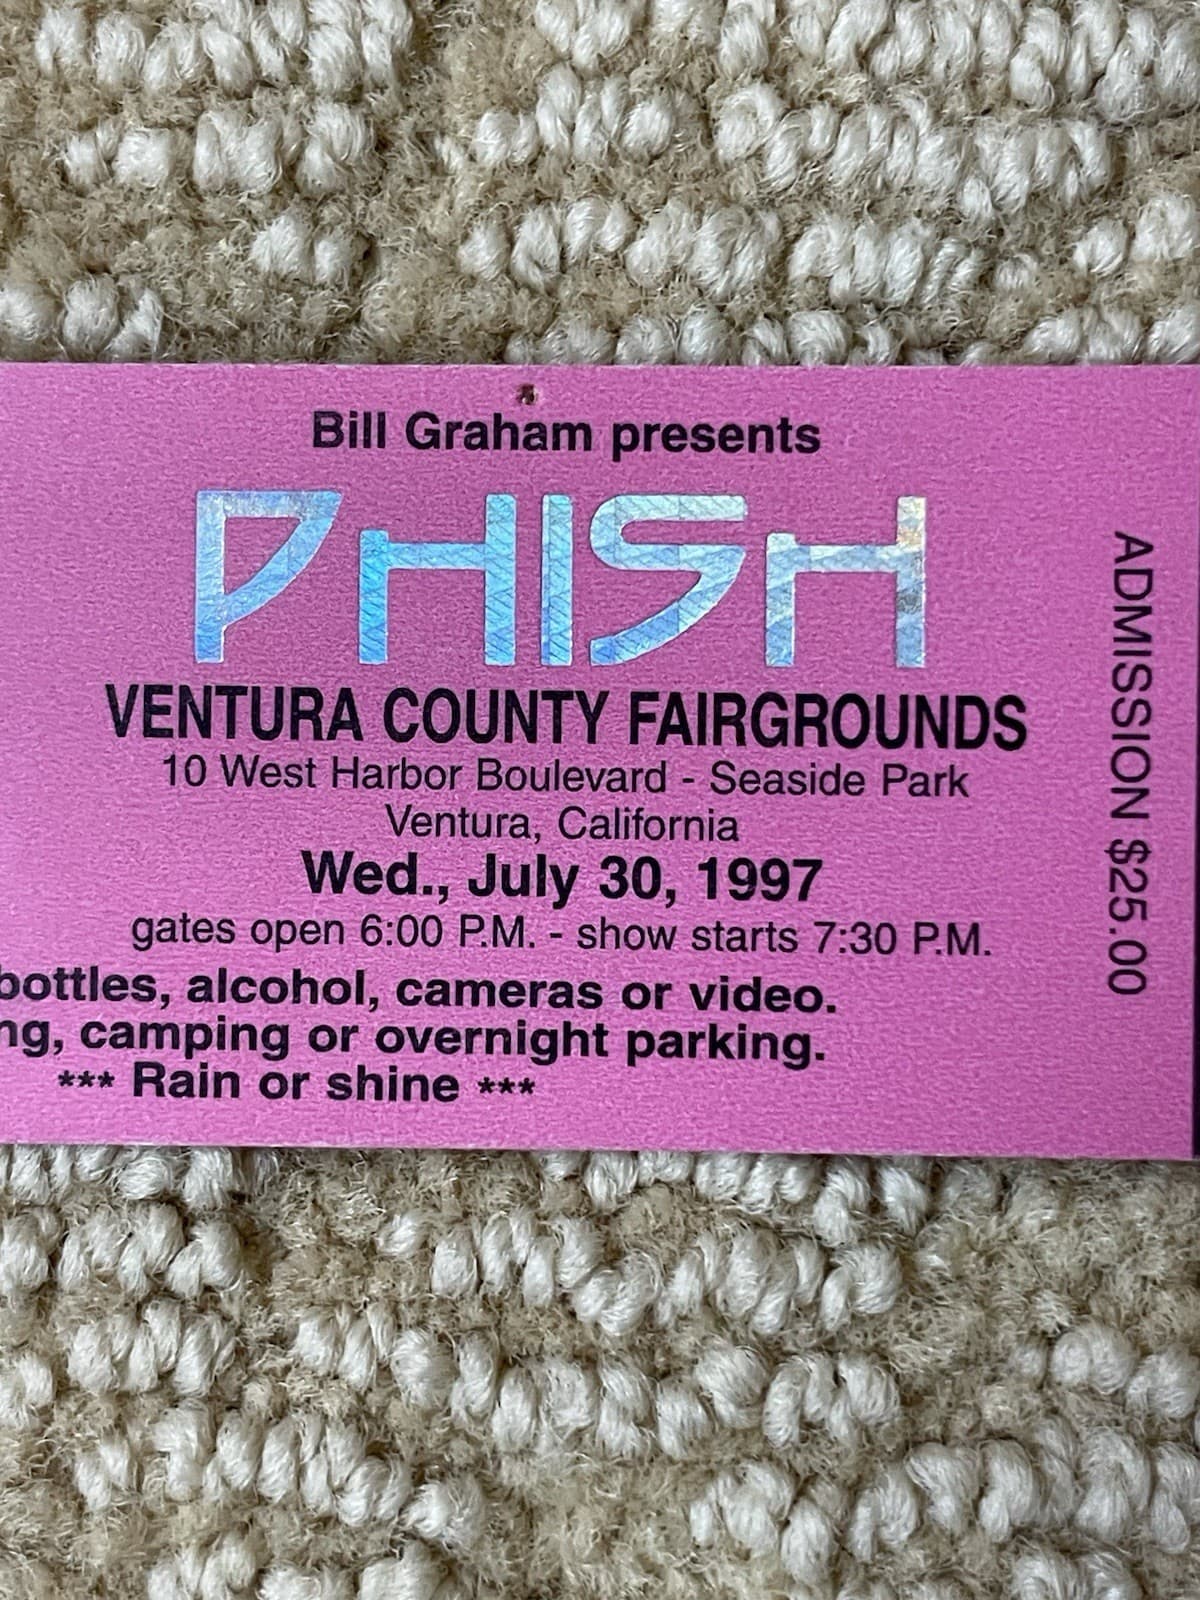 Bill Graham presents
PHISH
VENTURA COUNTY FAIRGROUNDS
10 West Harbor Boulevard - Seaside Park
Ventura, California
Wed., July 30, 1997
gates open 6:00 P.M. - show starts 7:30 P.M.
bottles, alcohol, cameras or video.
ng, camping or overnight parking.
*** Rain or shine ***
ADMISSION $25.00